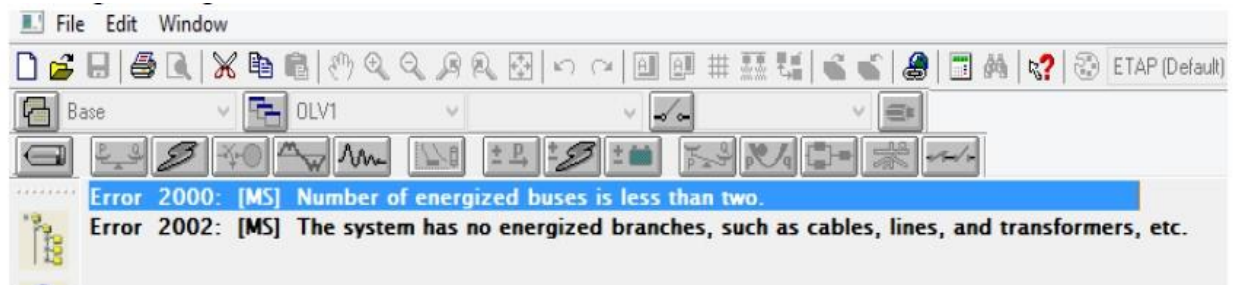 File Edit Window
ETAP (Default)
Base OLV1
Error 2000: [MS] Number of energized buses is less than two.
Error 2002: [MS] The system has no energized branches, such as cables, lines, and transformers, etc.